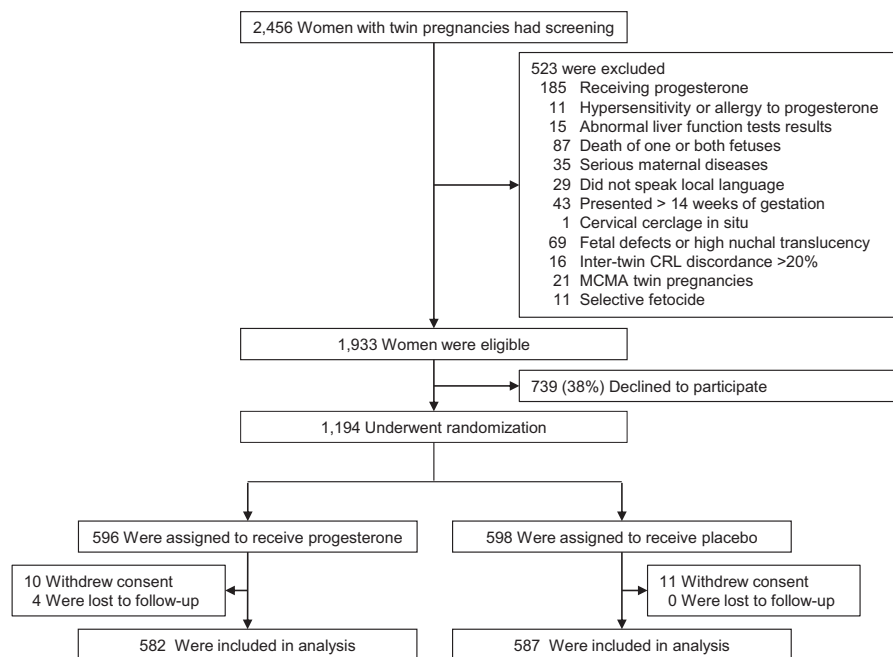 2,456 Women with twin pregnancies had screening
523 were excluded
185 Receiving progesterone
11 Hypersensitivity or allergy to progesterone
15 Abnormal liver function tests results
87 Death of one or both fetuses
35 Serious maternal diseases
29 Did not speak local language
43 Presented > 14 weeks of gestation
1 Cervical cerclage in situ
69 Fetal defects or high nuchal translucency
16 Inter-twin CRL discordance >20%
21 MCMA twin pregnancies
11 Selective fetocide
1,933 Women were eligible
739 (38%) Declined to participate
1,194 Underwent randomization
596 Were assigned to receive progesterone
598 Were assigned to receive placebo
10 Withdrew consent
4 Were lost to follow-up
11 Withdrew consent
0 Were lost to follow-up
582 Were included in analysis
587 Were included in analysis